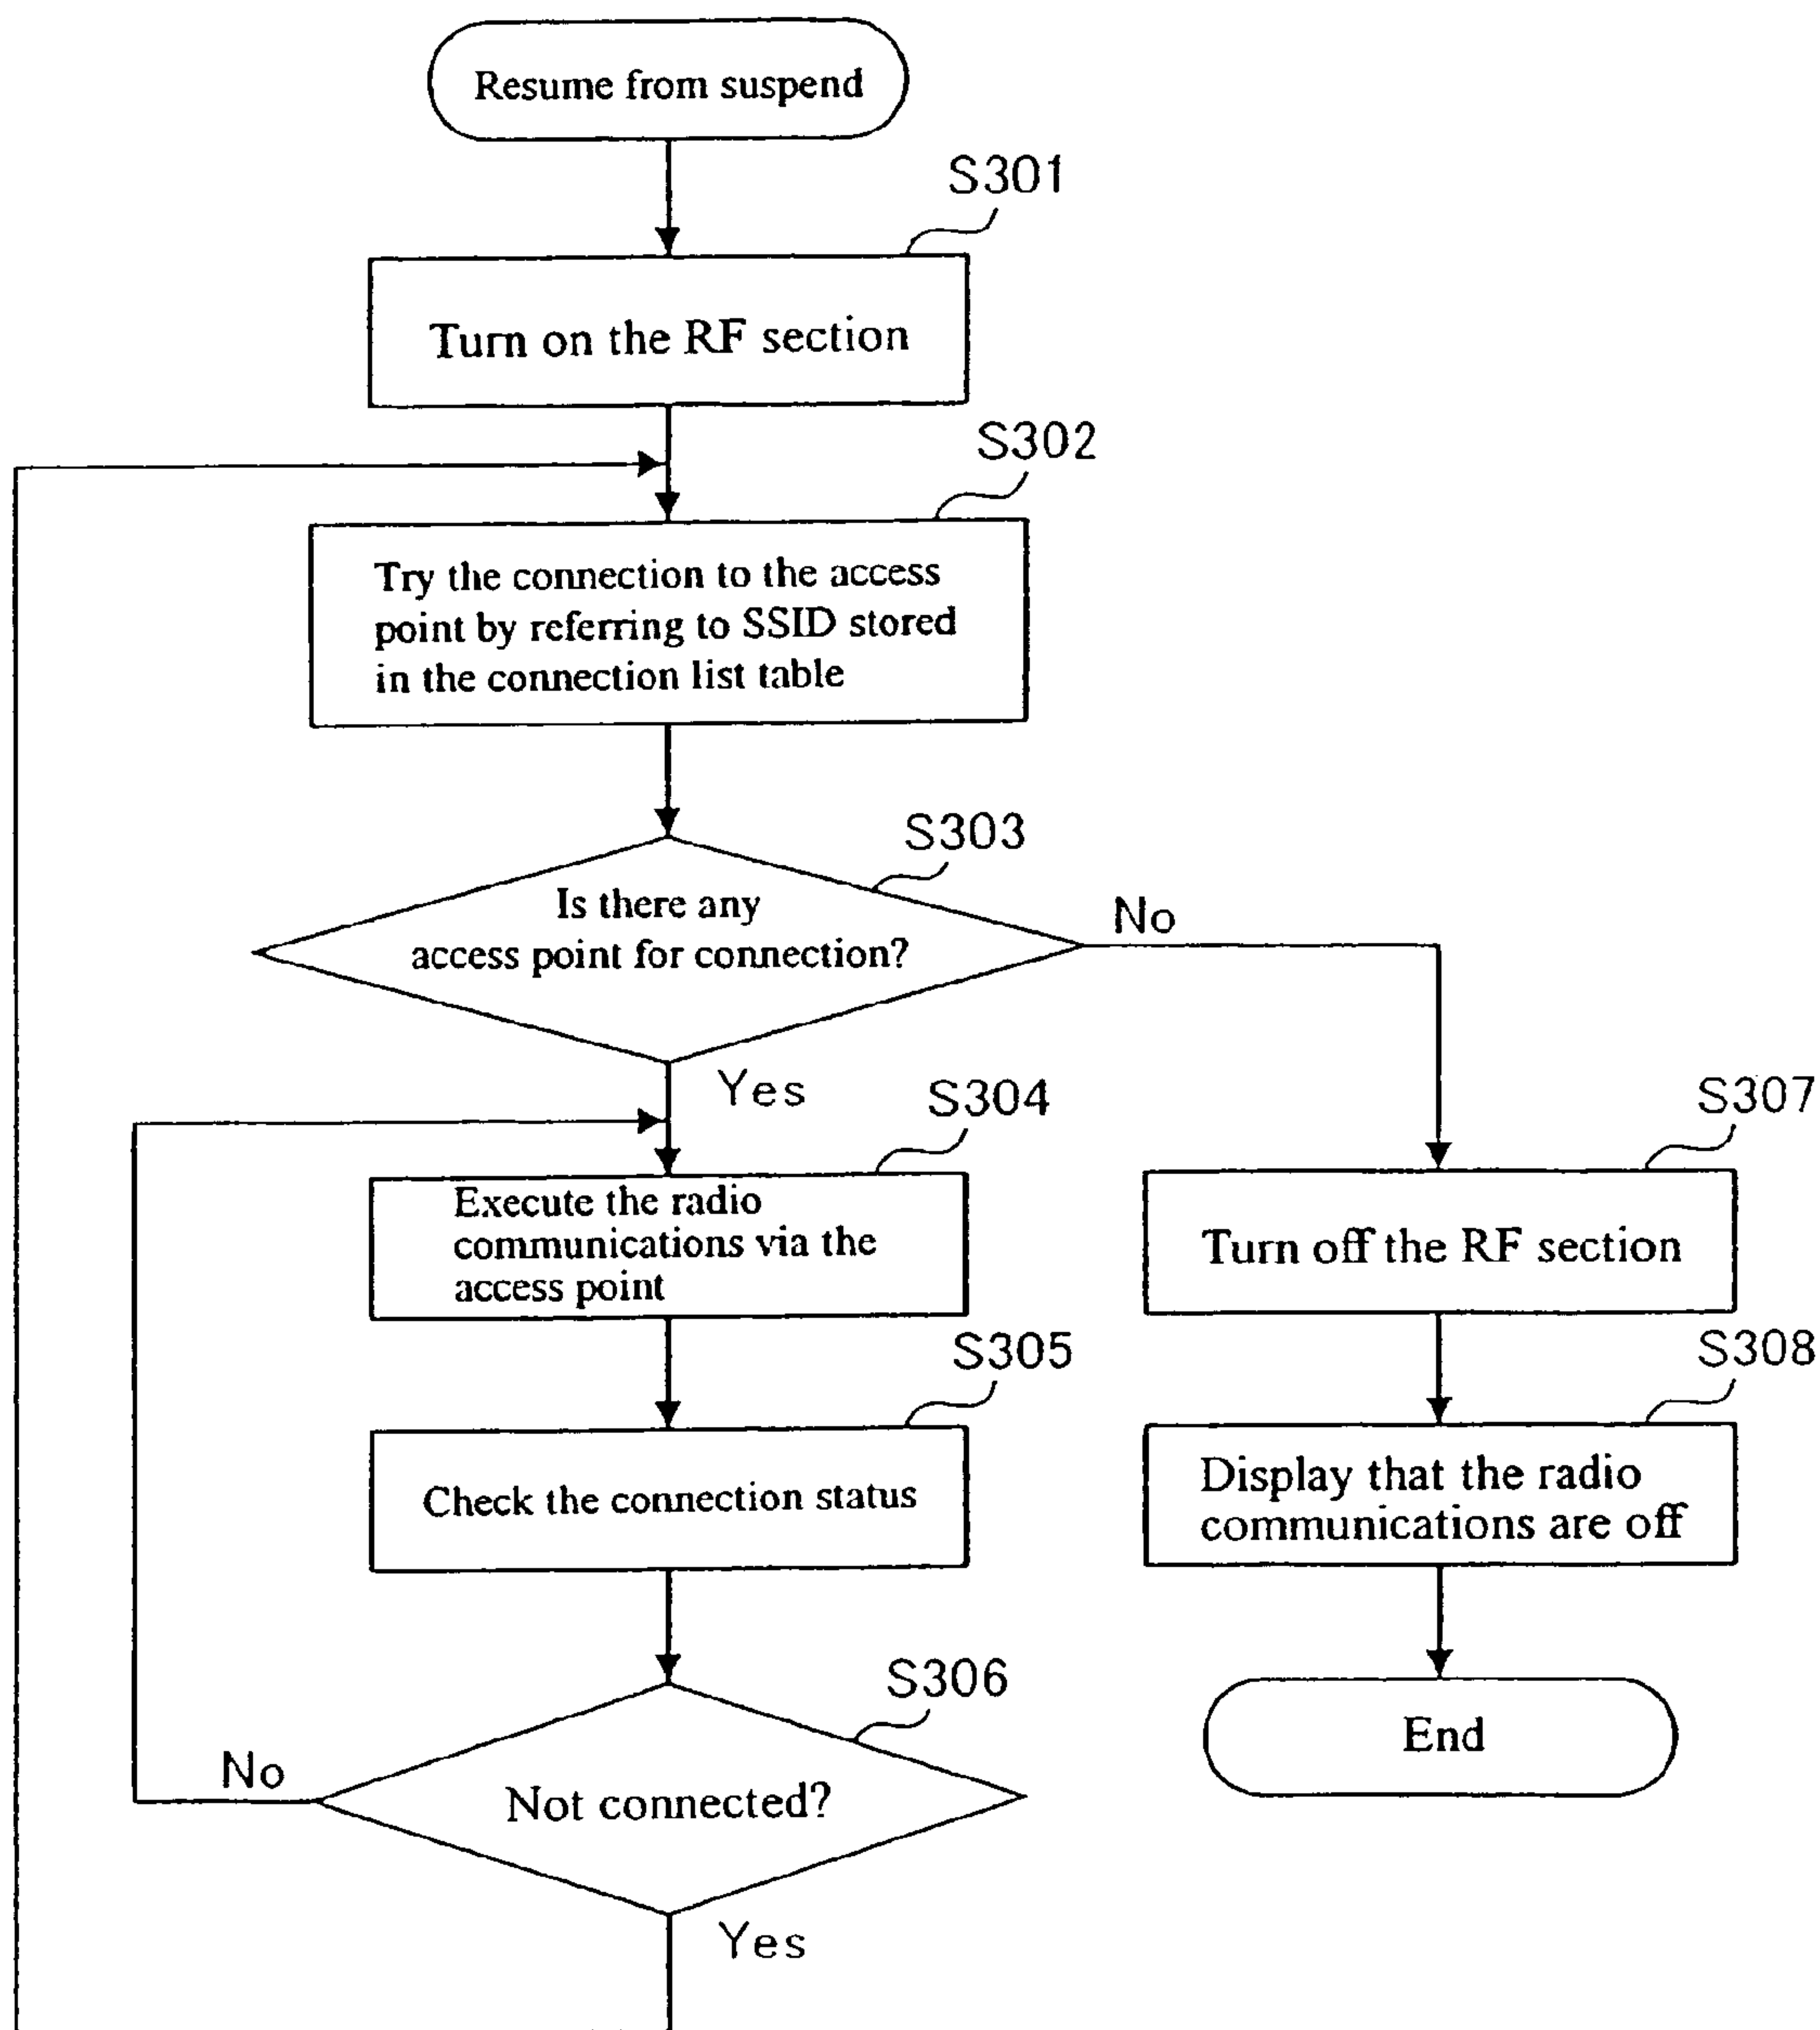 Resume from suspend
S301
Turn on the RF section
S302
Try the connection to the access
point by referring to SSID stored
in the connection list table
S303
Is there any
access point for connection?
No
Yes
S304
Execute the radio
communications via the
access point
S305
Check the connection status
S306
Not connected?
No
Yes
S307
Turn off the RF section
S308
Display that the radio
communications are off
End